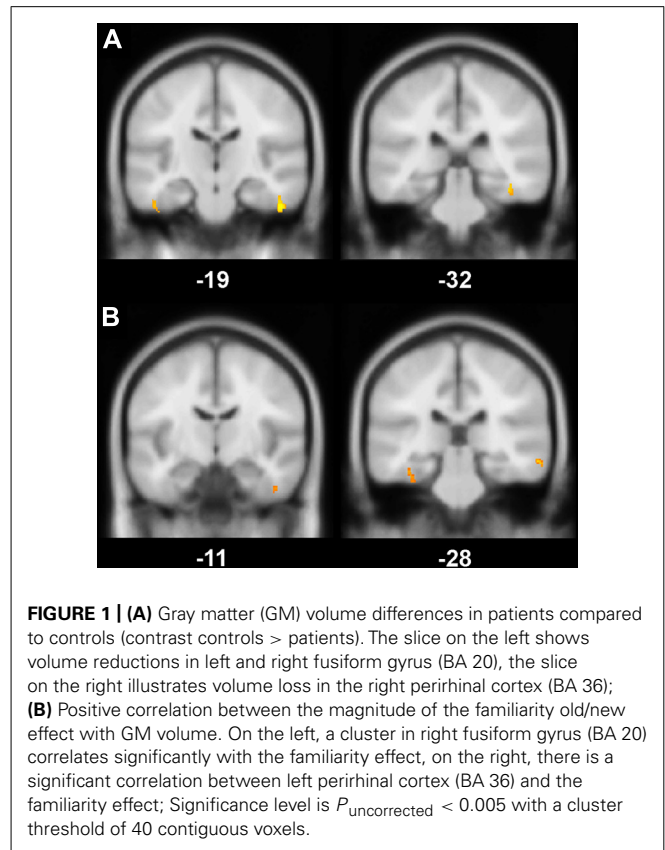 A
-19 -32
B
-11 -28
FIGURE 1 | (A) Gray matter (GM) volume differences in patients compared
to controls (contrast controls > patients). The slice on the left shows
volume reductions in left and right fusiform gyrus (BA 20), the slice
on the right illustrates volume loss in the right perirhinal cortex (BA 36);
(B) Positive correlation between the magnitude of the familiarity old/new
effect with GM volume. On the left, a cluster in right fusiform gyrus (BA 20)
correlates significantly with the familiarity effect, on the right, there is a
significant correlation between left perirhinal cortex (BA 36) and the
familiarity effect; Significance level is Puncorrected < 0.005 with a cluster
threshold of 40 contiguous voxels.